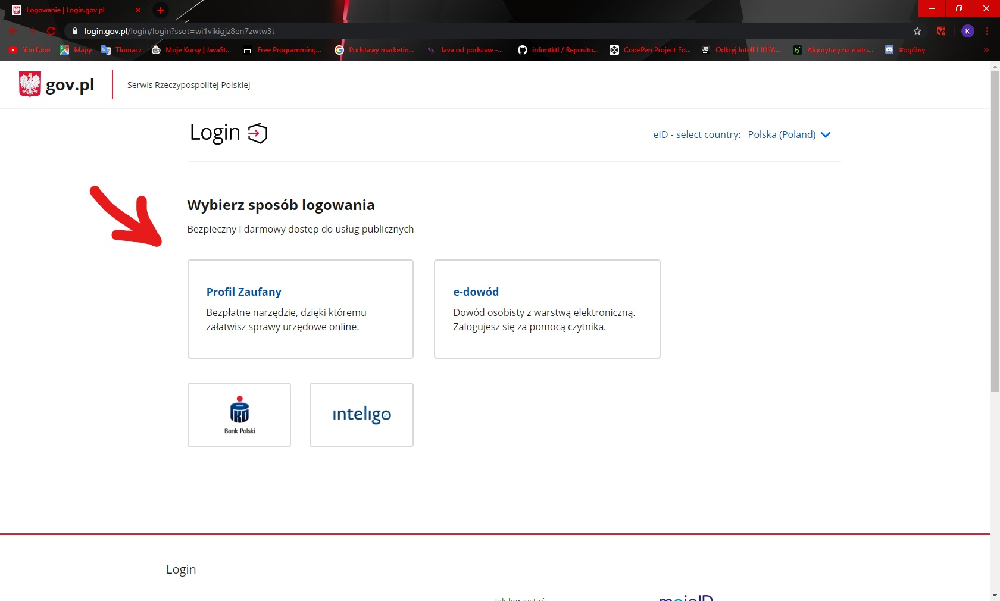 Logowanie | Login.gov.pl
login.gov.pl/login/login?ssot=wi1vikigjz8en7zwtw3t
K
YouTube
Mapy
Tłumacz
Moje Kursy | JavaSt...
Free Programming...
Podstawy marketin...
Java od podstaw -...
infrmtktl / Reposito...
CodePen Project Ed...
Odkryj IntelliJ IDEA...
Algorytmy na matu...
#ogólny
gov.pl
Serwis Rzeczypospolitej Polskiej
Login
eID - select country: Polska (Poland)
Wybierz sposób logowania
Bezpieczny i darmowy dostęp do usług publicznych
Profil Zaufany
Bezpłatne narzędzie, dzięki któremu
załatwisz sprawy urzędowe online.
e-dowód
Dowód osobisty z warstwą elektroniczną.
Zalogujesz się za pomocą czytnika.
Bank Polski
inteligo
Login
Jak korzystać
mojeID